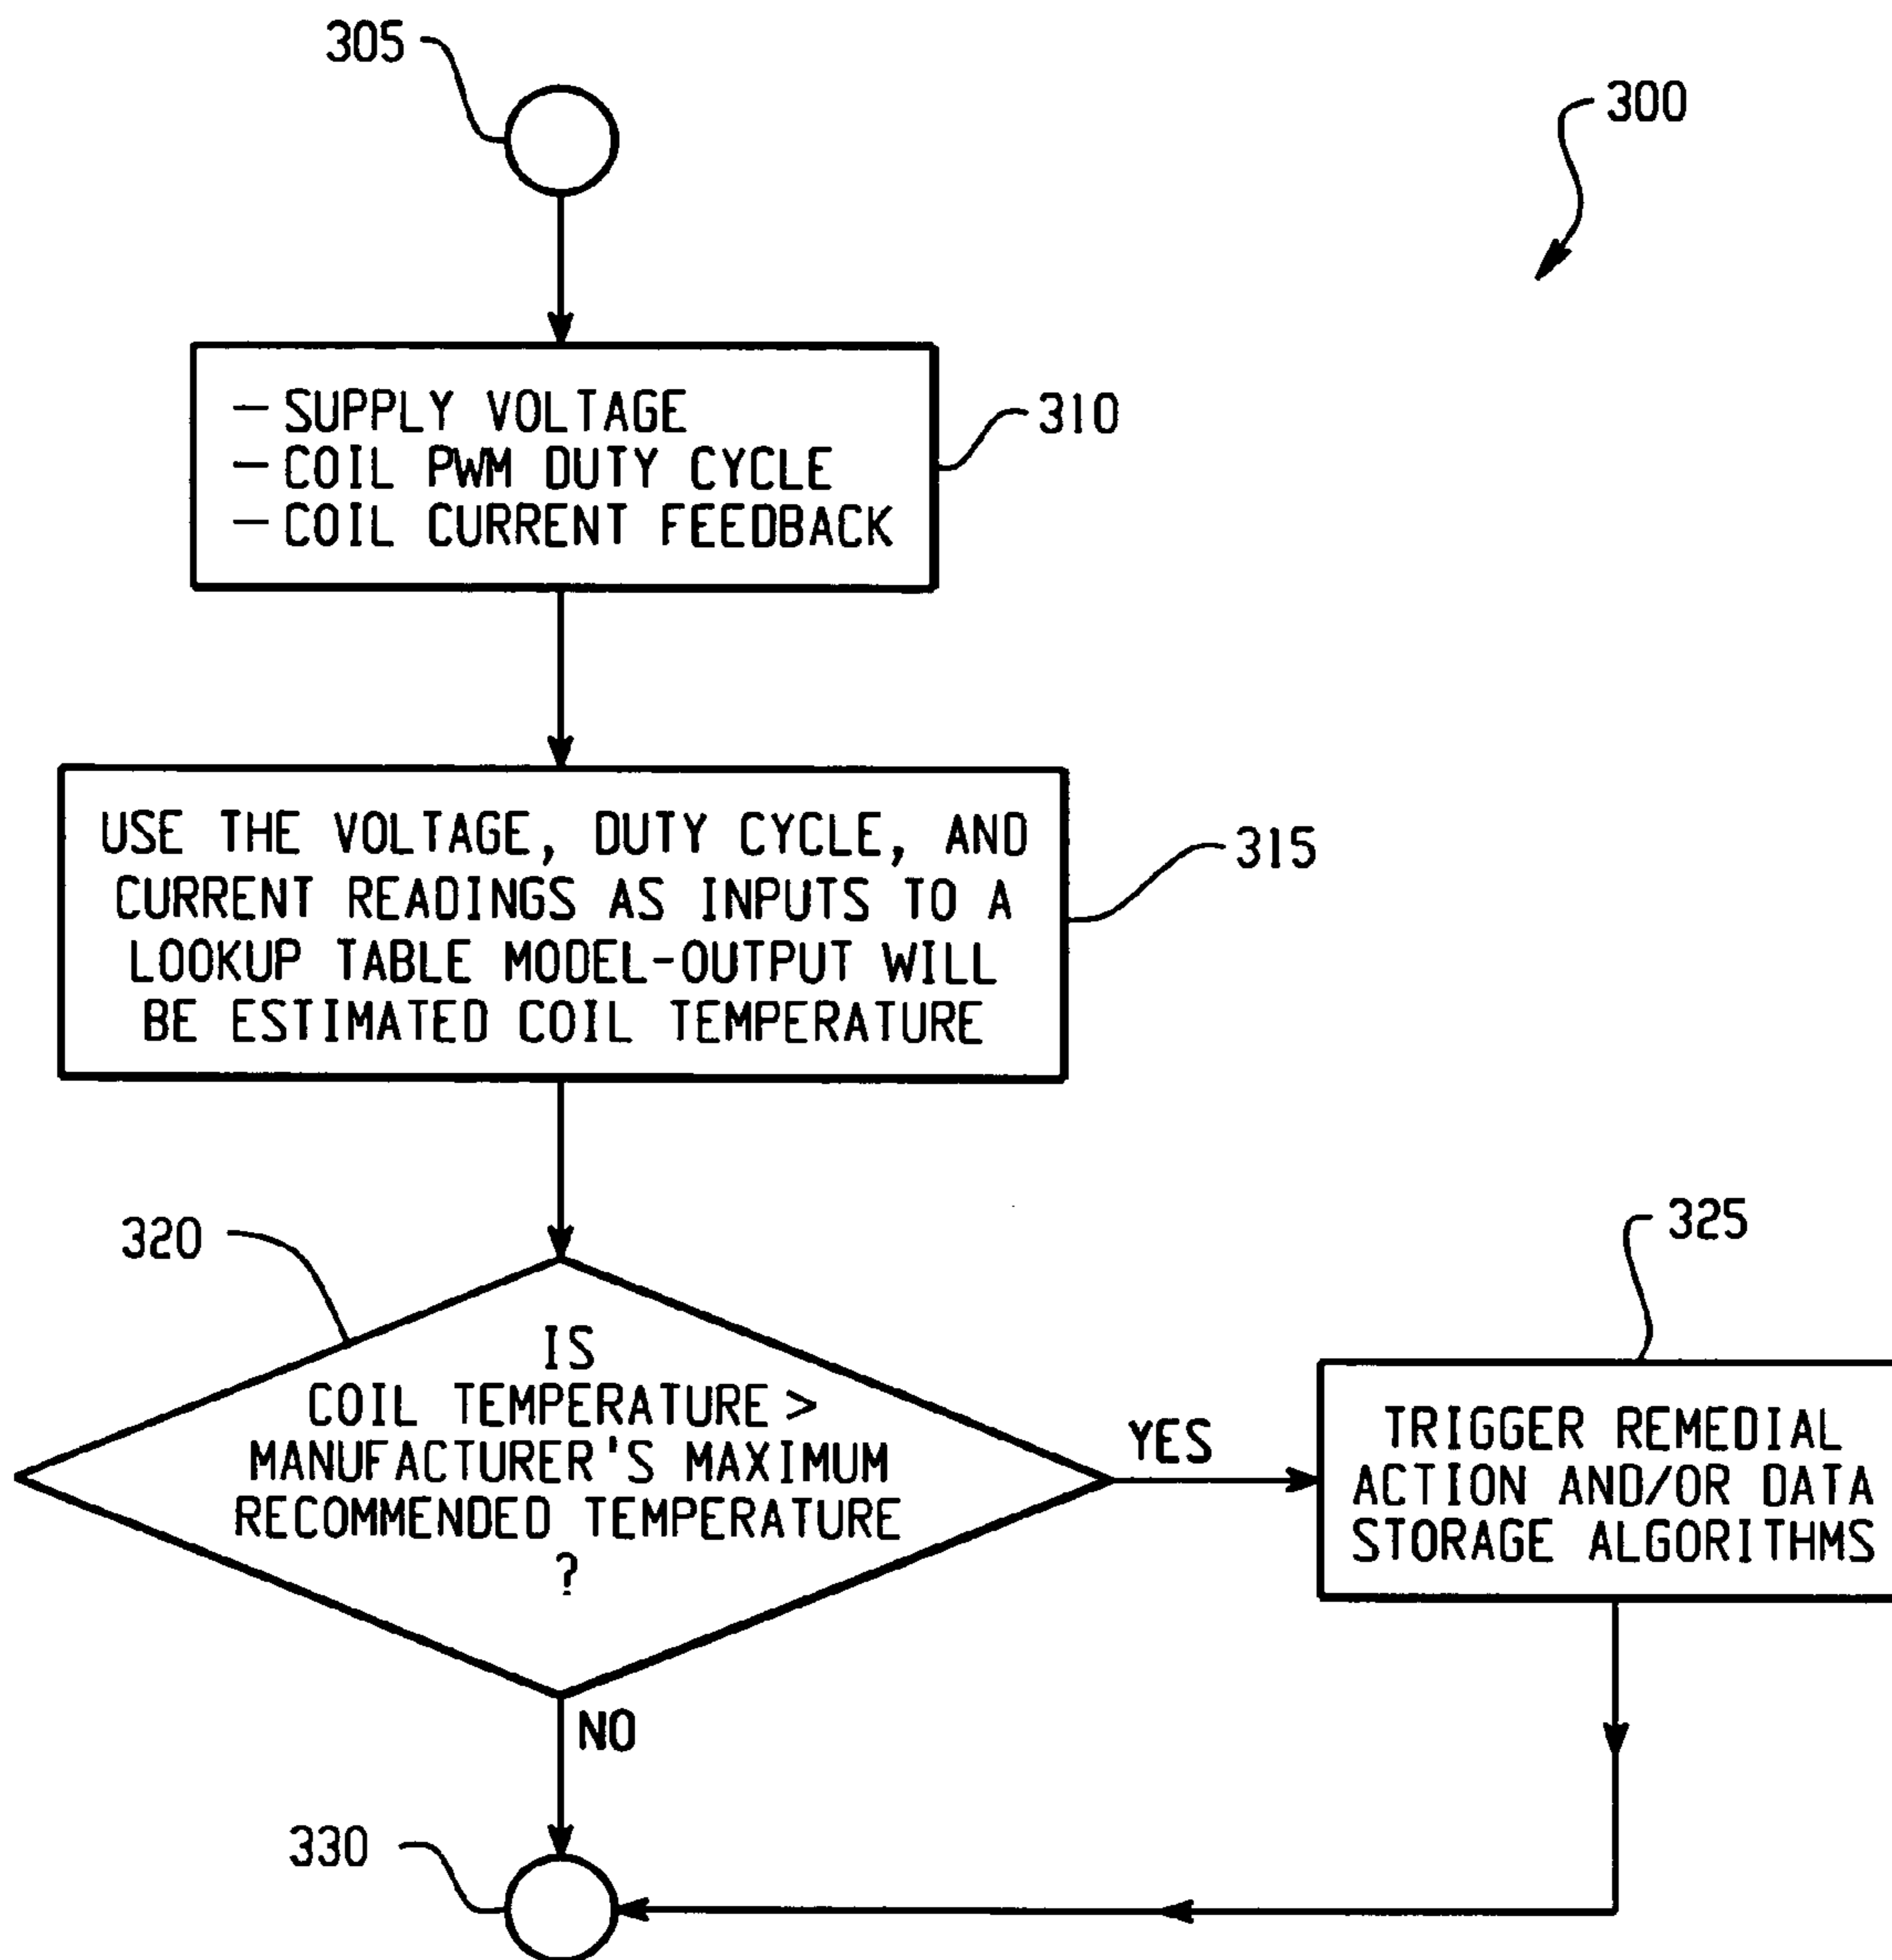 305
300
– SUPPLY VOLTAGE
– COIL PWM DUTY CYCLE
– COIL CURRENT FEEDBACK
310
USE THE VOLTAGE, DUTY CYCLE, AND
CURRENT READINGS AS INPUTS TO A
LOOKUP TABLE MODEL-OUTPUT WILL
BE ESTIMATED COIL TEMPERATURE
315
320
IS
COIL TEMPERATURE >
MANUFACTURER'S MAXIMUM
RECOMMENDED TEMPERATURE
?
YES
325
TRIGGER REMEDIAL
ACTION AND/OR DATA
STORAGE ALGORITHMS
NO
330